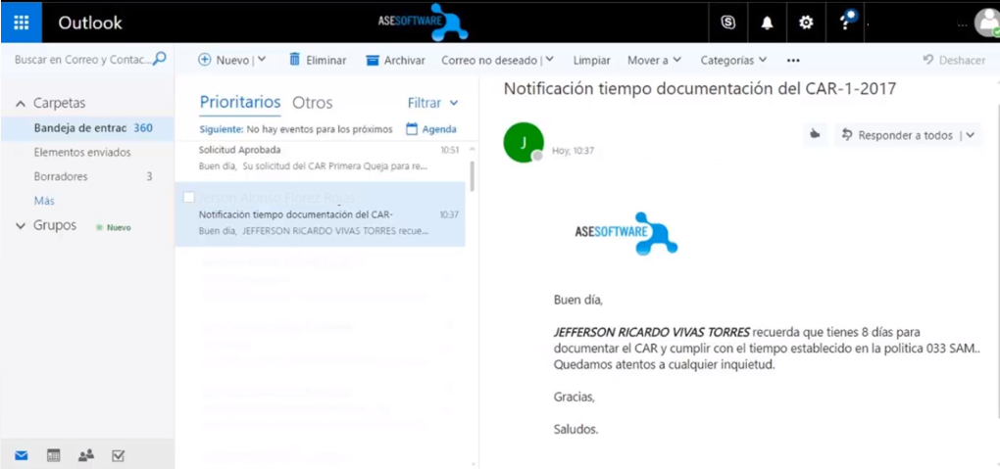 Outlook
ASESOFTWARE
Buscar en Correo y Contac...
Nuevo
Eliminar
Archivar
Correo no deseado
Limpiar
Mover a
Categorías
...
Deshacer
Carpetas
Bandeja de entrac 360
Elementos enviados
Borradores 3
Más
Grupos
Nuevo
Prioritarios Otros Filtrar
Siguiente: No hay eventos para los próximos Agenda
Solicitud Aprobada 10:51
Buen día, Su solicitud del CAR Primera Queja para re...
Jerson Alonso Florez Rojas
Notificación tiempo documentación del CAR- 10:37
Buen día, JEFFERSON RICARDO VIVAS TORRES recue...
Notificación tiempo documentación del CAR-1-2017
J
Hoy, 10:37
Responder a todos
ASESOFTWARE
Buen día,
JEFFERSON RICARDO VIVAS TORRES recuerda que tienes 8 días para
documentar el CAR y cumplir con el tiempo establecido en la politica 033 SAM..
Quedamos atentos a cualquier inquietud.
Gracias,
Saludos.